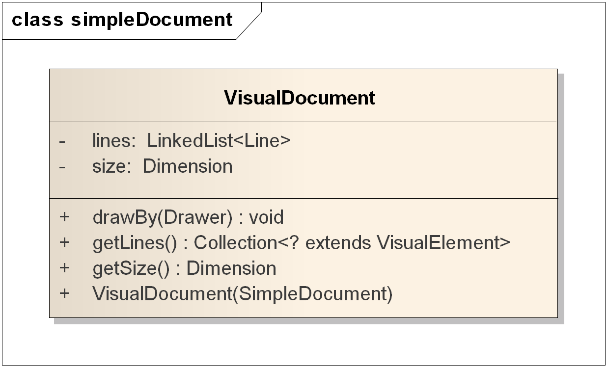 class simpleDocument
VisualDocument
- lines: LinkedList<Line>
- size: Dimension
+ drawBy(Drawer) : void
+ getLines() : Collection<? extends VisualElement>
+ getSize() : Dimension
+ VisualDocument(SimpleDocument)